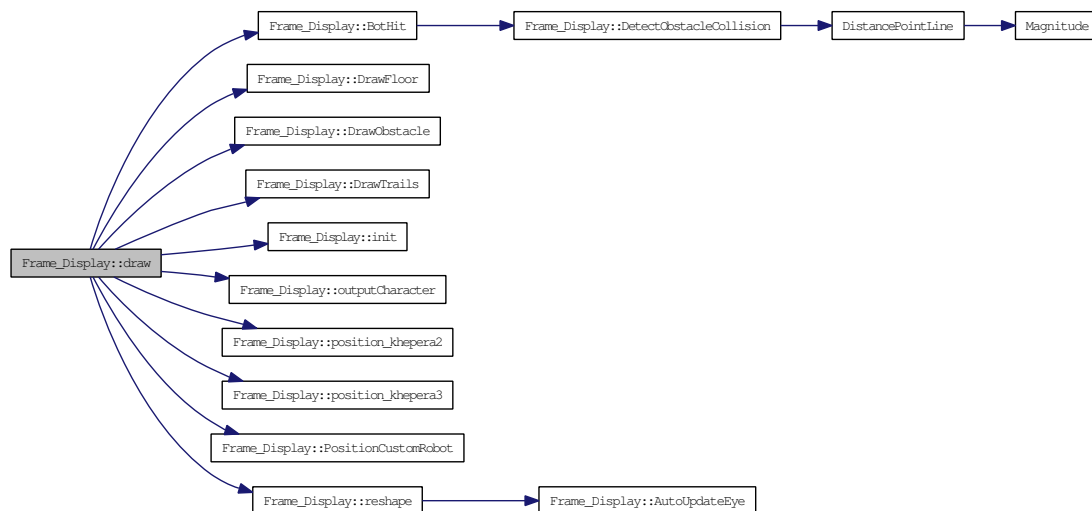 Frame_Display::BotHit
Frame_Display::DetectObstacleCollision
DistancePointLine
Magnitude
Frame_Display::DrawFloor
Frame_Display::DrawObstacle
Frame_Display::DrawTrails
Frame_Display::init
Frame_Display::draw
Frame_Display::outputCharacter
Frame_Display::position_khepera2
Frame_Display::position_khepera3
Frame_Display::PositionCustomRobot
Frame_Display::reshape
Frame_Display::AutoUpdateEye